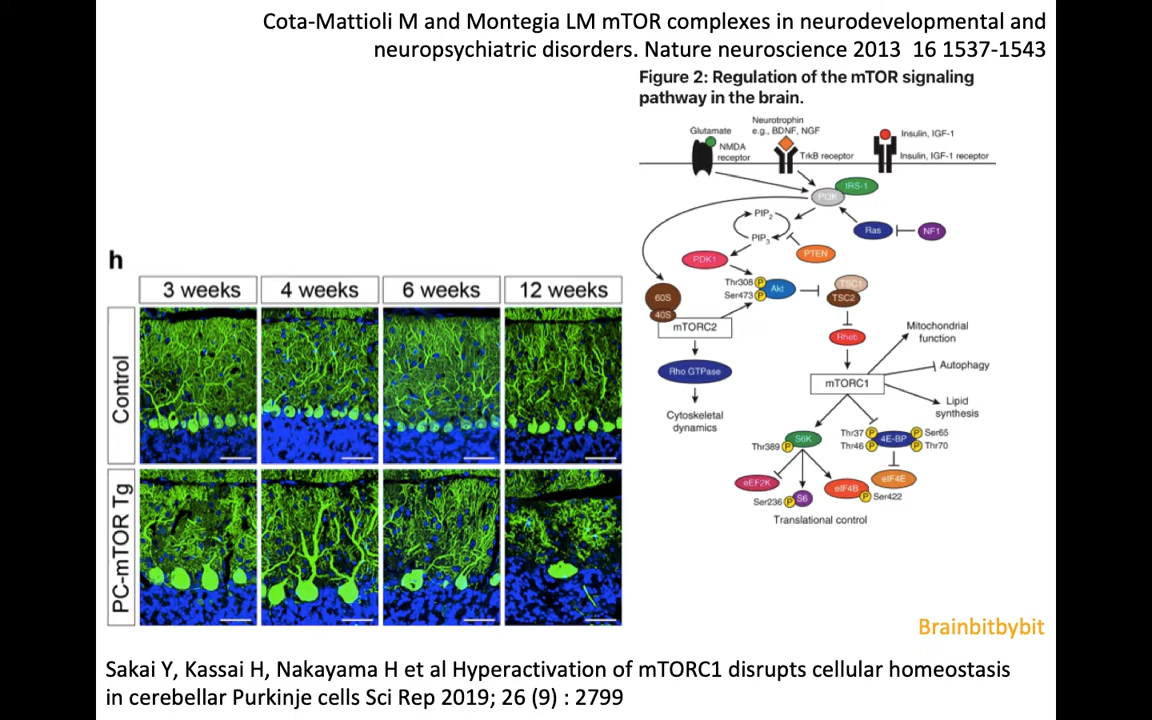 Cota-Mattioli M and Montegia LM mTOR complexes in neurodevelopmental and
neuropsychiatric disorders. Nature neuroscience 2013  16 1537-1543
Figure 2: Regulation of the mTOR signaling
pathway in the brain.
Glutamate
NMDA
receptor
Neurotrophin
e.g., BDNF, NGF
TrkB receptor
Insulin, IGF-1
Insulin, IGF-1 receptor
IRS-1
PI3K
PIP2
PIP3
Ras
NF1
PTEN
PDK1
Thr308 P
Ser473 P
Akt
TSC1
TSC2
60S
40S
mTORC2
Rheb
Rho GTPase
mTORC1
Mitochondrial
function
Autophagy
Lipid
synthesis
Cytoskeletal
dynamics
Thr389 P
S6K
Thr37 P
Thr46 P
4E-BP
P Ser65
P Thr70
eEF2K
Ser236 P
S6
eIF4B
P Ser422
eIF4E
Translational control
h
3 weeks
4 weeks
6 weeks
12 weeks
Control
PC-mTOR Tg
Brainbitbybit
Sakai Y, Kassai H, Nakayama H et al Hyperactivation of mTORC1 disrupts cellular homeostasis
in cerebellar Purkinje cells Sci Rep 2019; 26 (9) : 2799